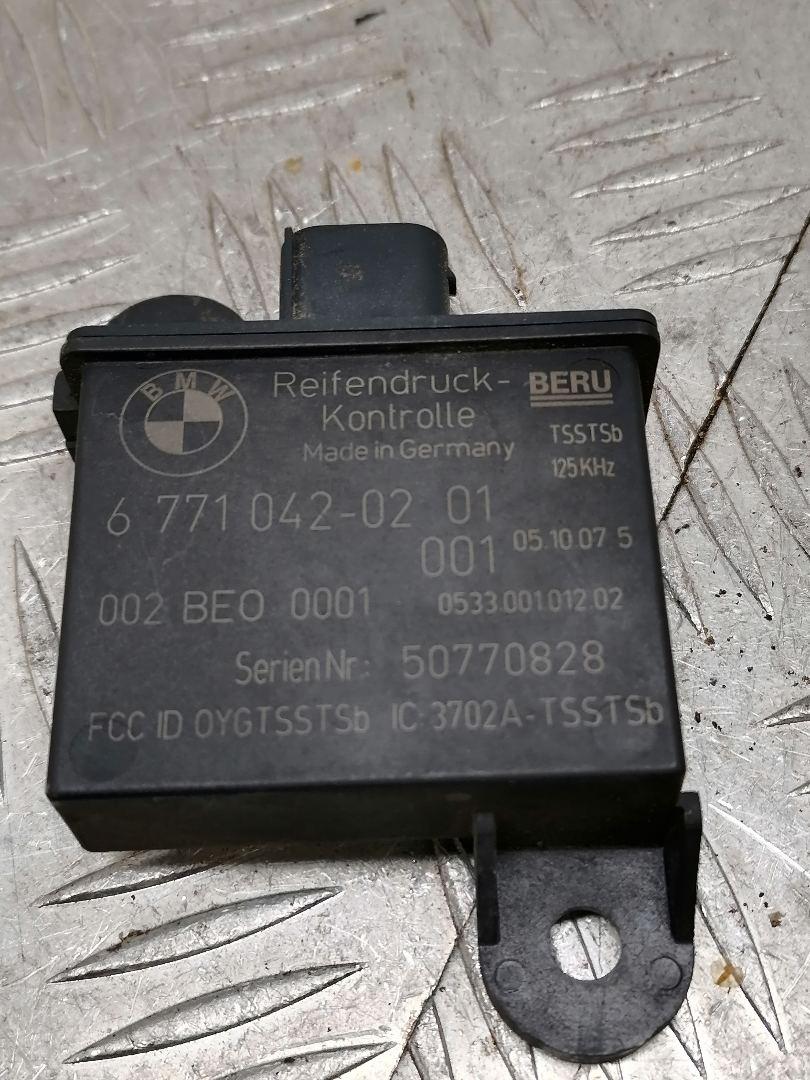 BMW
Reifendruck-
Kontrolle
Made in Germany
BERU
TSSTSb
125KHz
6 771 042-02 01
001 05.10.07 5
002 BEO 0001 0533.001.012.02
Serien Nr: 50770828
FCC ID OYGTSSTSb IC: 3702A-TSSTSb